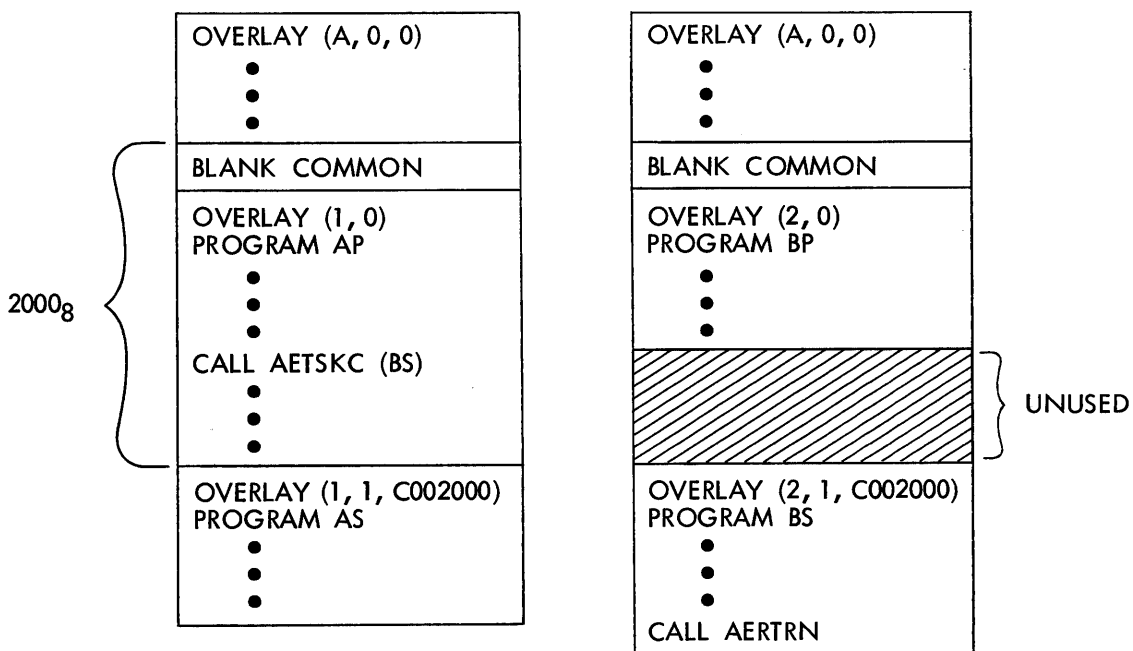 OVERLAY (A, 0, 0)
BLANK COMMON
OVERLAY (1, 0)
PROGRAM AP
2000₈
CALL AETSKC (BS)
OVERLAY (1, 1, C002000)
PROGRAM AS
OVERLAY (A, 0, 0)
BLANK COMMON
OVERLAY (2, 0)
PROGRAM BP
UNUSED
OVERLAY (2, 1, C002000)
PROGRAM BS
CALL AERTRN